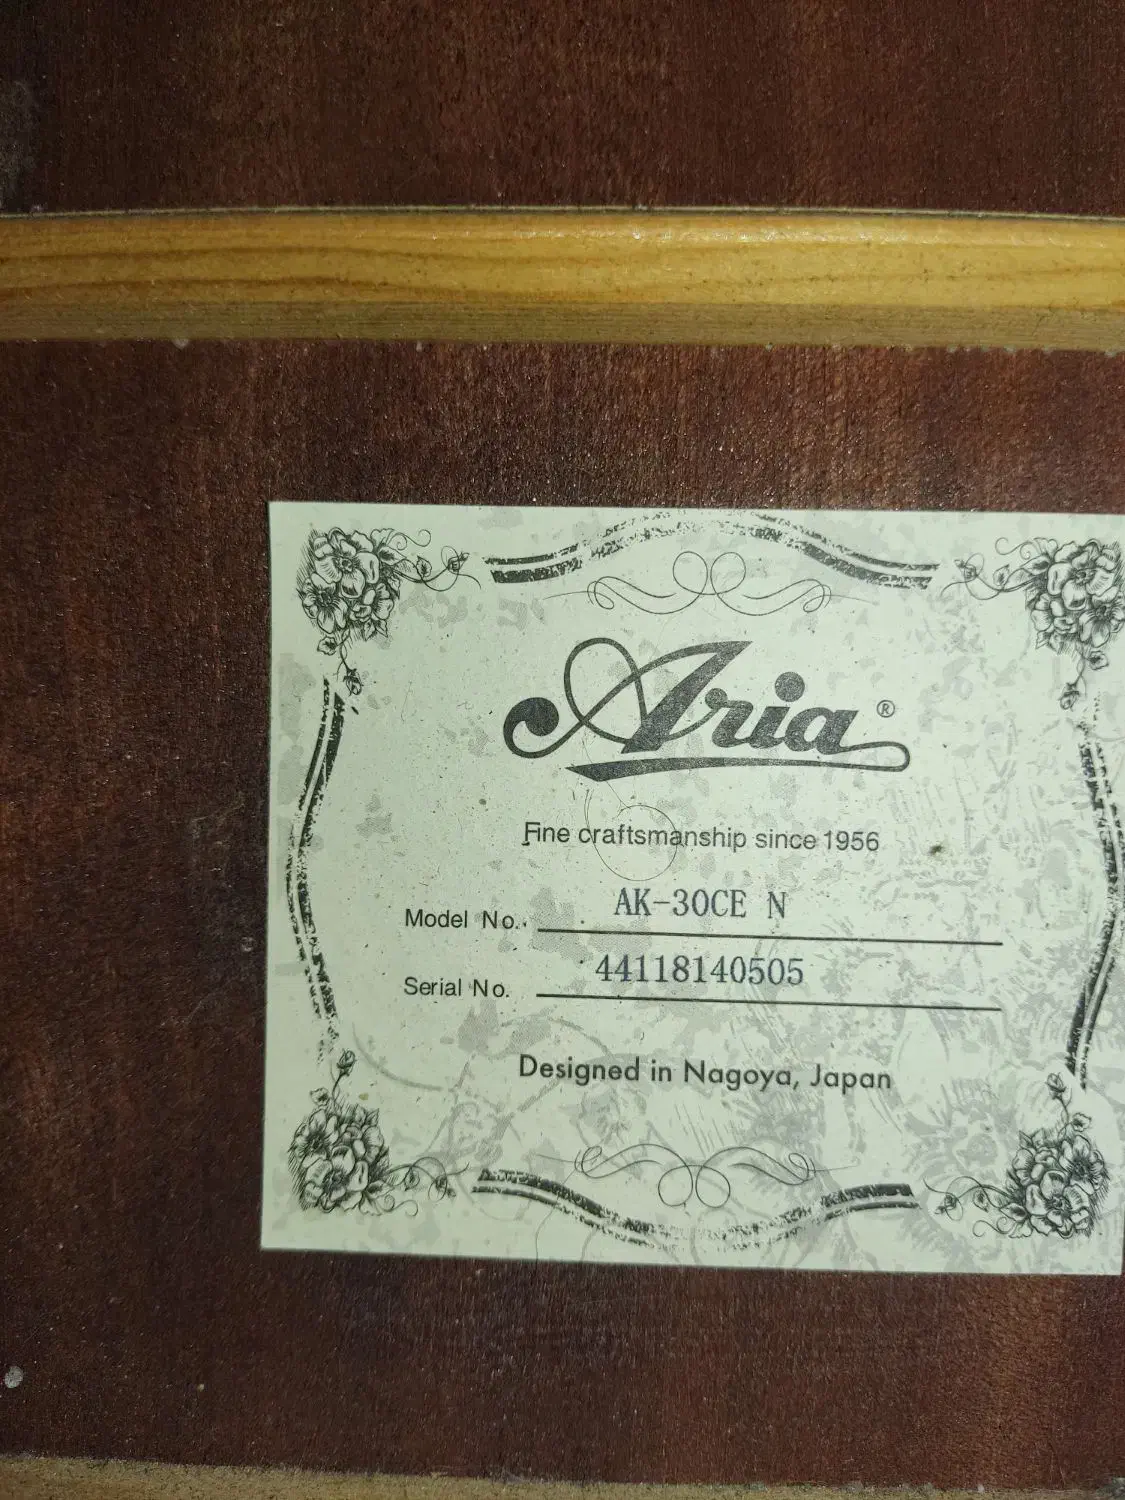 Aria®
Fine craftsmanship since 1956
Model No. AK-30CE N
Serial No. 44118140505
Designed in Nagoya, Japan